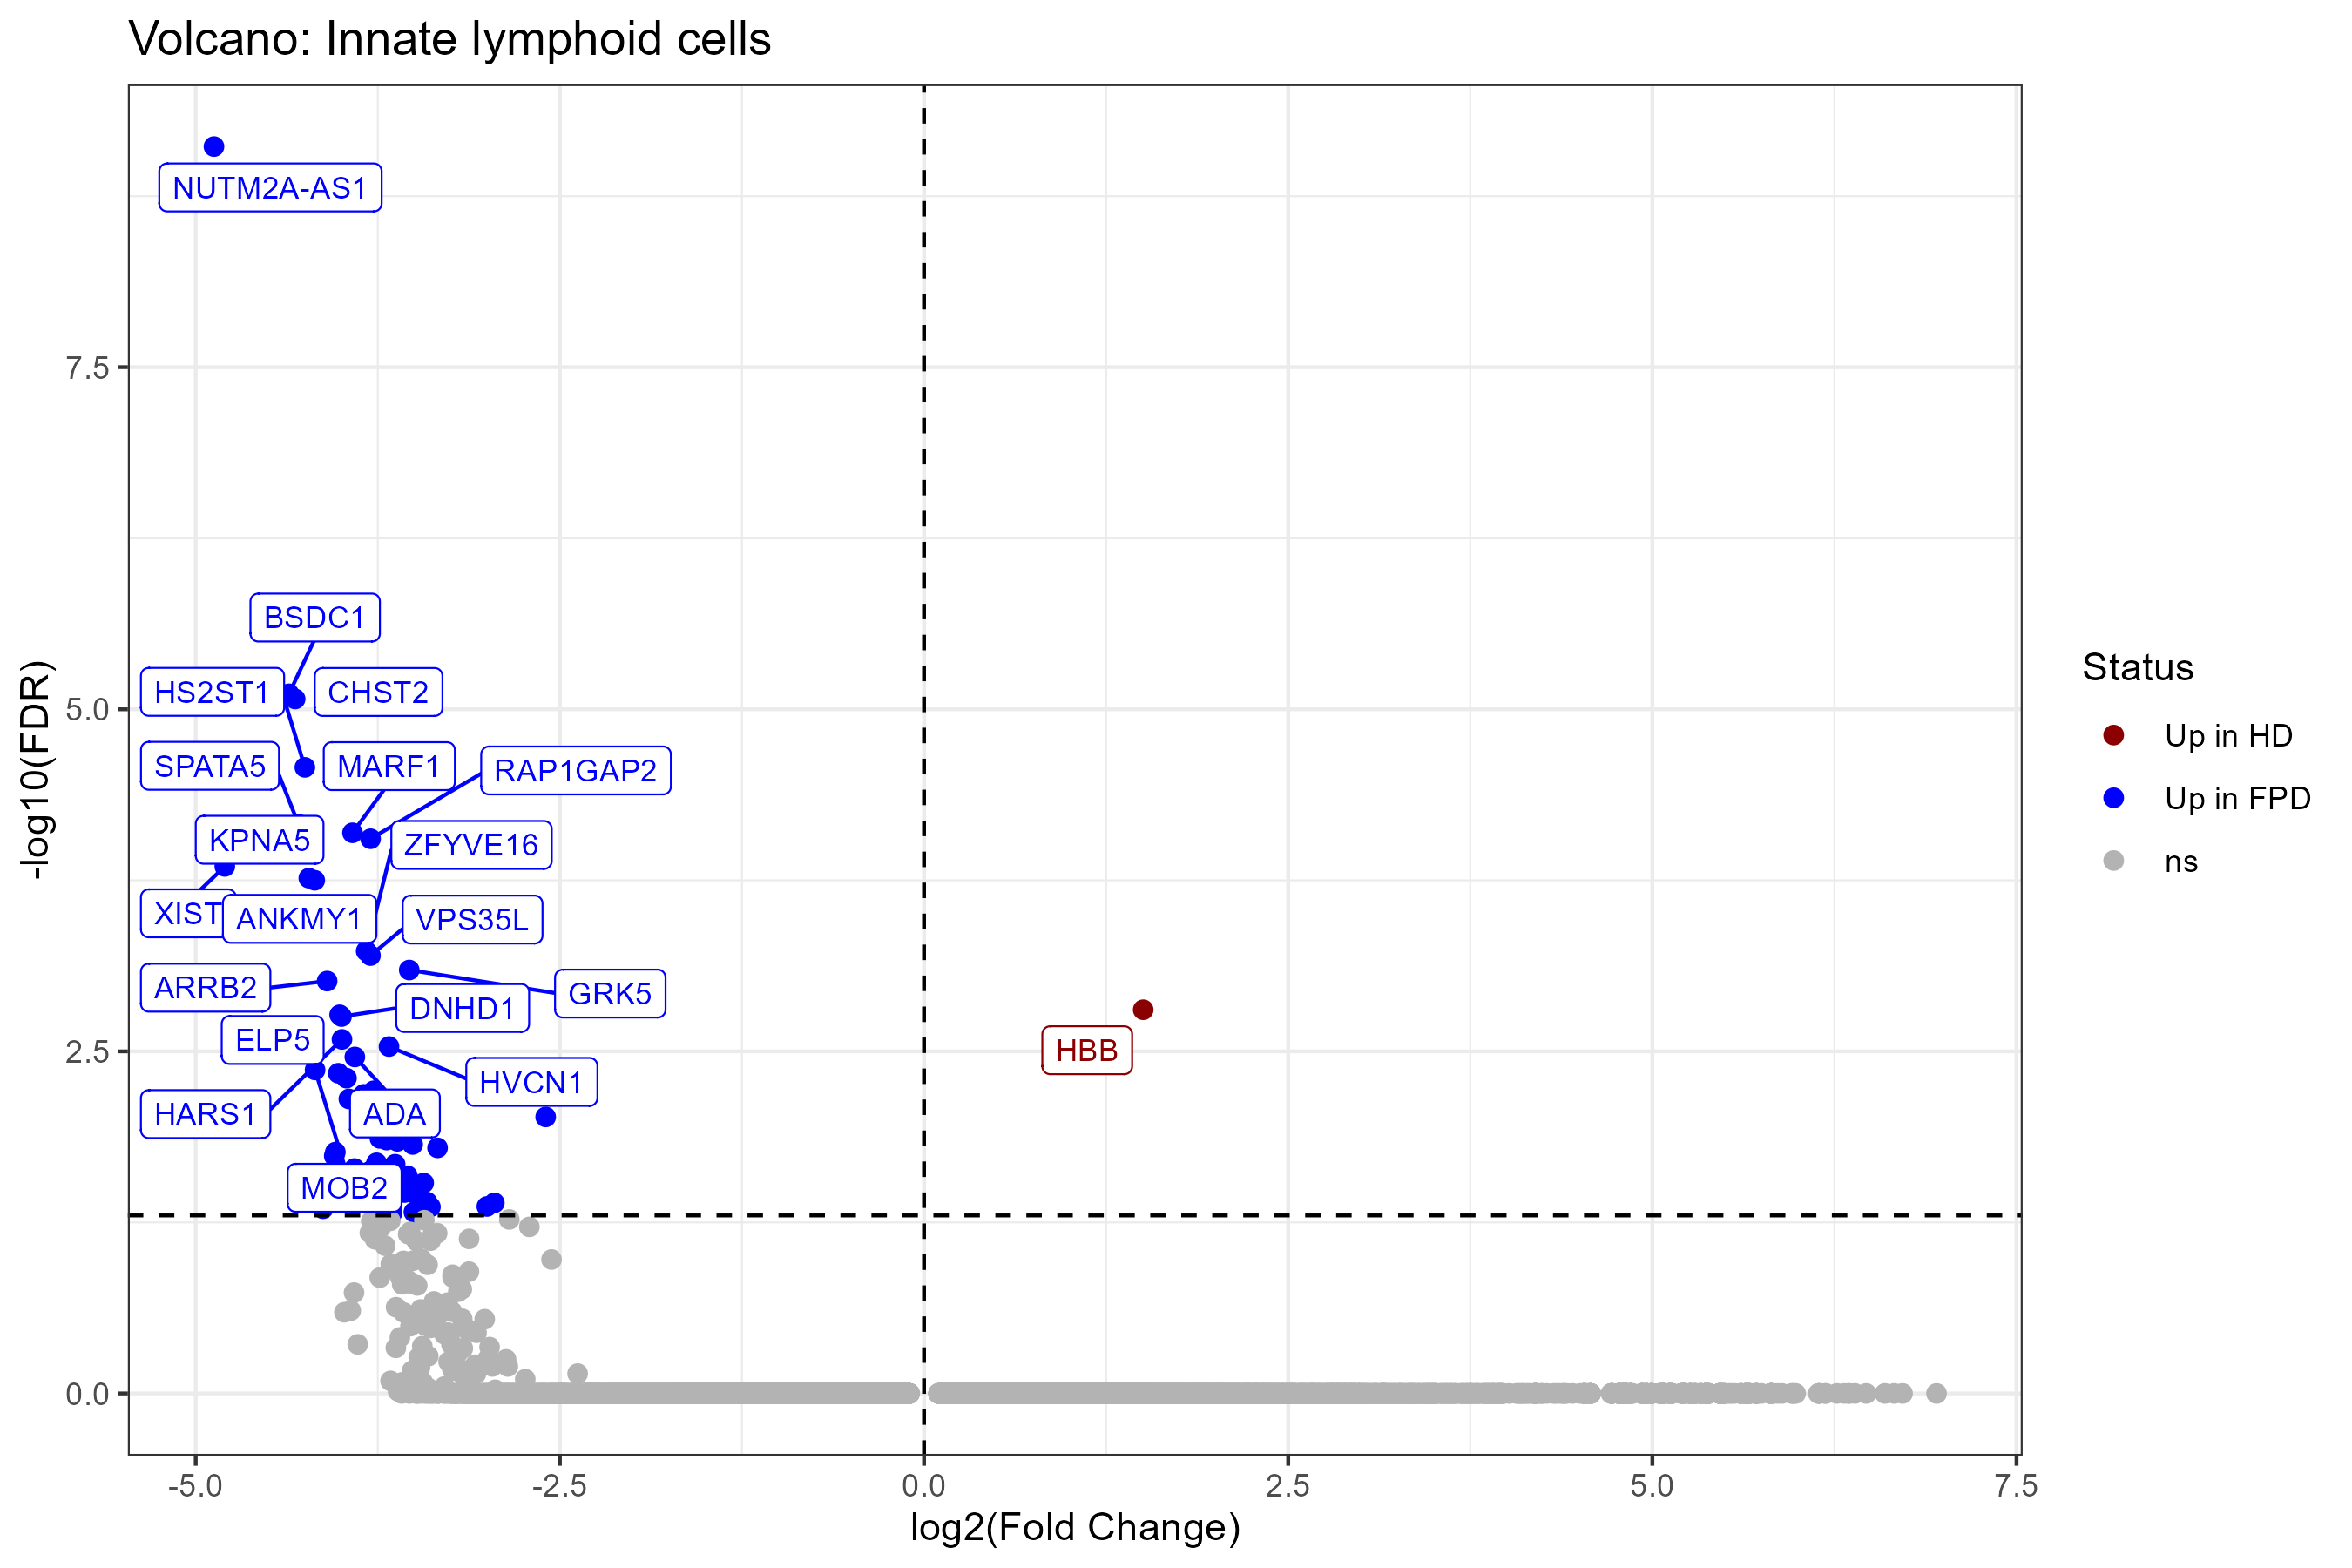 Volcano: Innate lymphoid cells
NUTM2A-AS1
7.5
BSDC1
HS2ST1
CHST2
5.0
SPATA5
MARF1
RAP1GAP2
KPNA5
ZFYVE16
XIST
ANKMY1
VPS35L
ARRB2
GRK5
DNHD1
ELP5
2.5
HBB
HVCN1
HARS1
ADA
MOB2
0.0
-log10(FDR)
-5.0
-2.5
0.0
2.5
5.0
7.5
log2(Fold Change)
Status
Up in HD
Up in FPD
ns